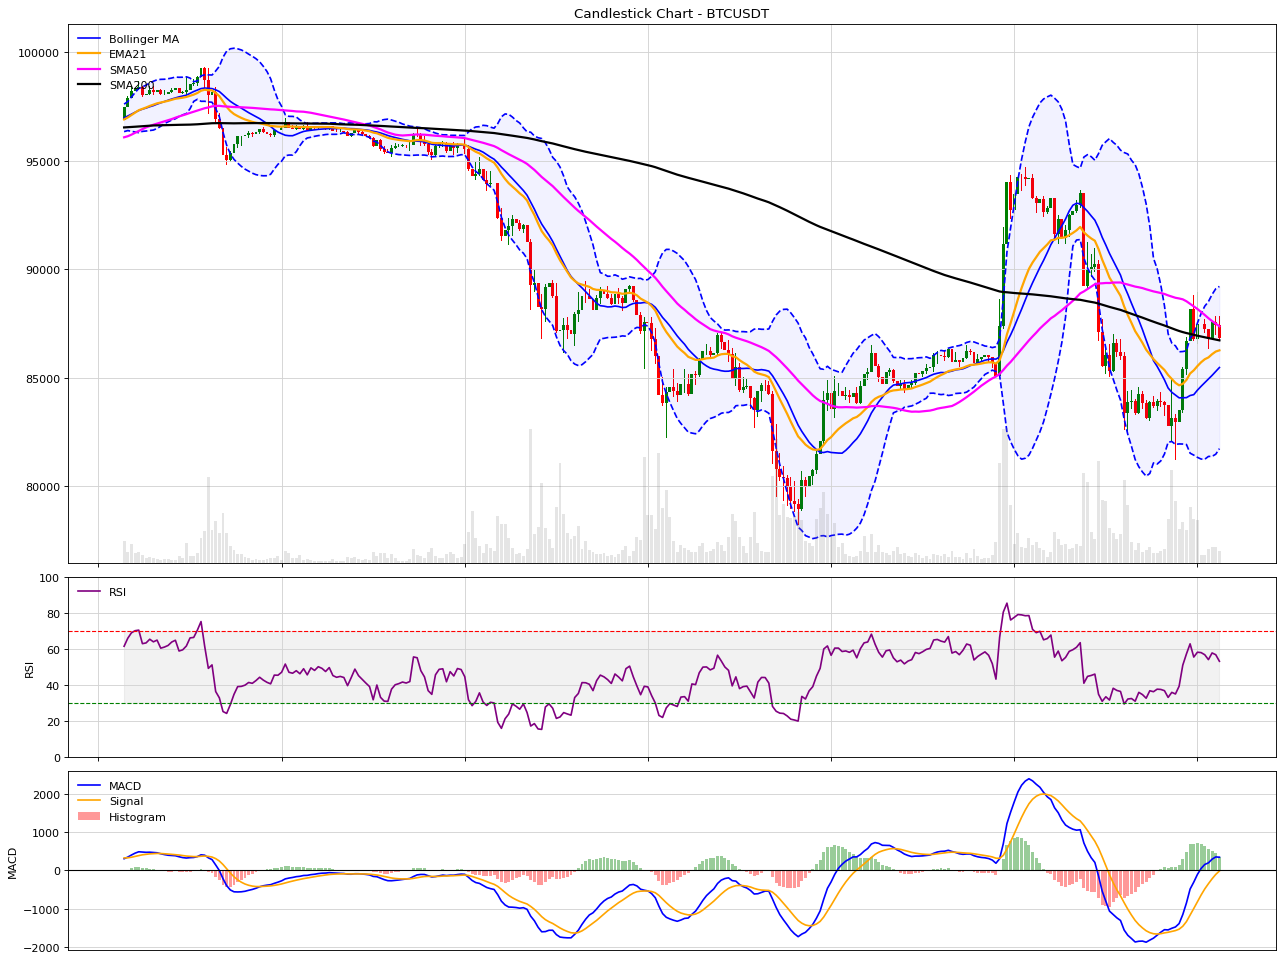 Candlestick Chart - BTCUSDT
Bollinger MA
EMA21
SMA50
SMA200
100000
95000
90000
85000
80000
RSI
100
80
60
40
20
0
RSI
MACD
Signal
Histogram
2000
1000
0
−1000
−2000
MACD